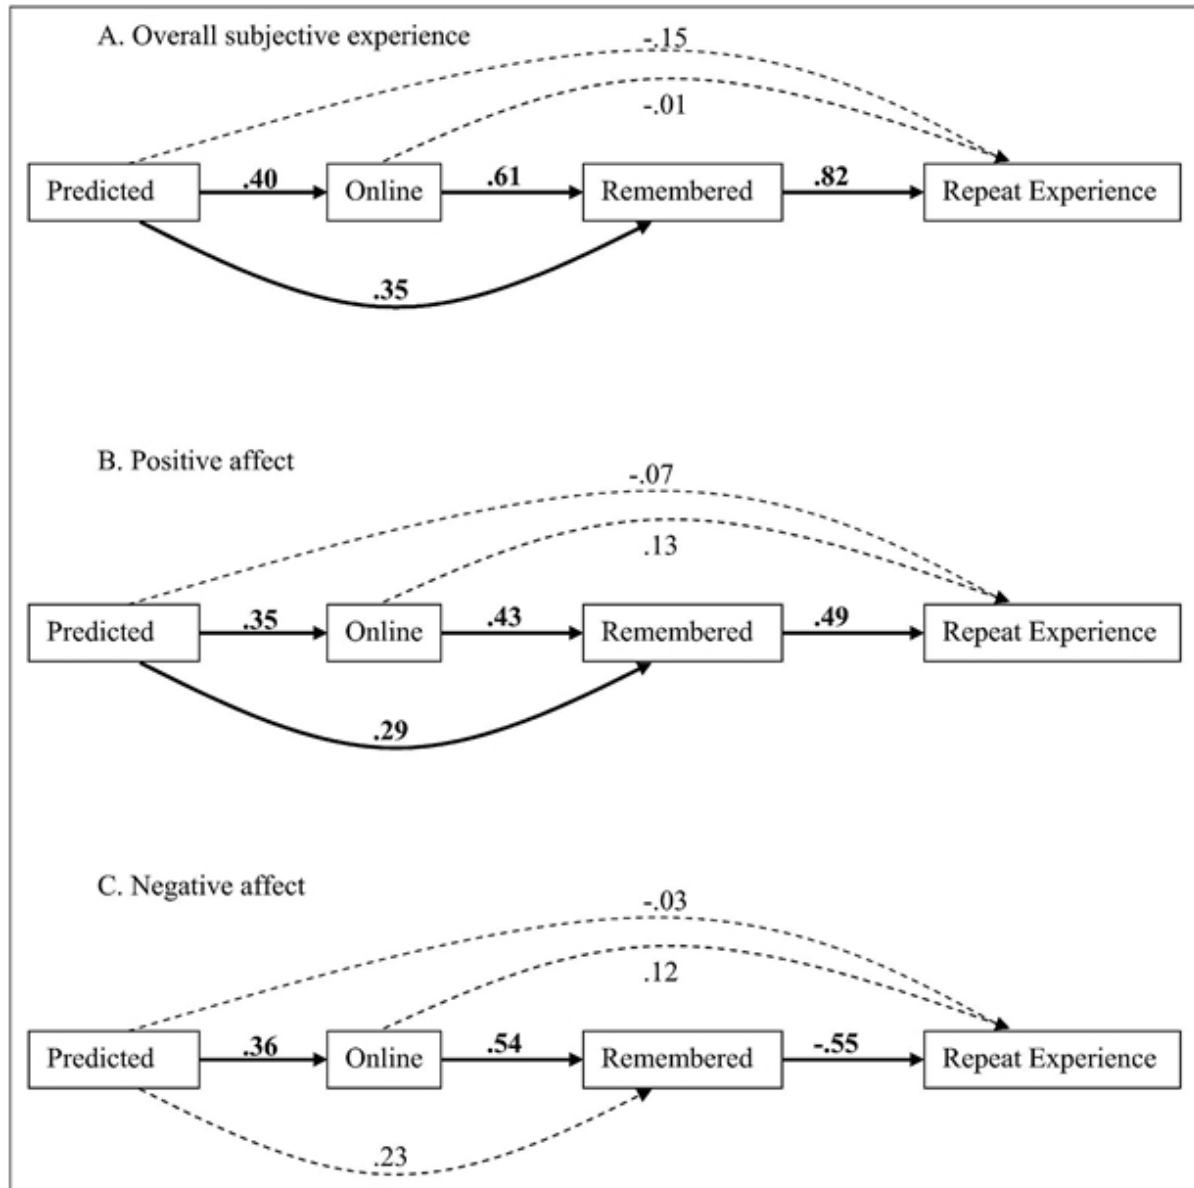 A. Overall subjective experience
-.15
-.01
Predicted .40 Online .61 Remembered .82 Repeat Experience
.35
B. Positive affect
-.07
.13
Predicted .35 Online .43 Remembered .49 Repeat Experience
.29
C. Negative affect
-.03
.12
Predicted .36 Online .54 Remembered -.55 Repeat Experience
.23